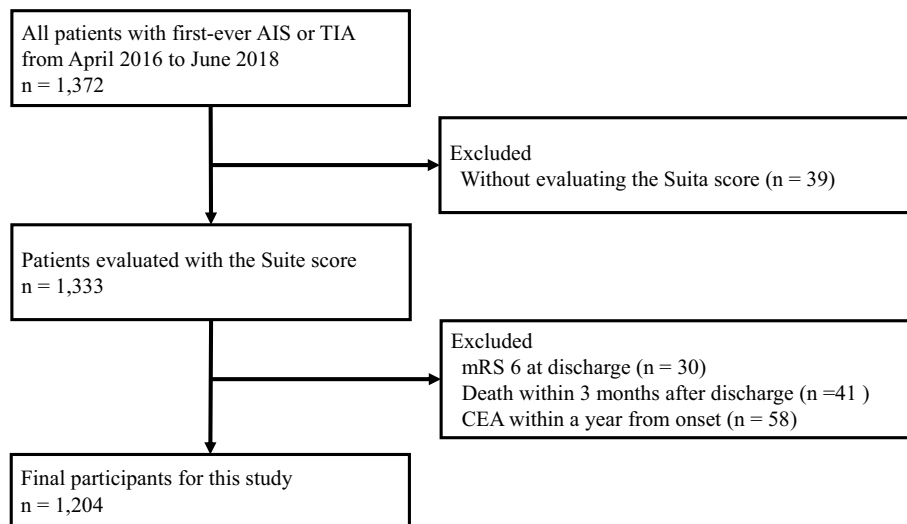 All patients with first-ever AIS or TIA
from April 2016 to June 2018
n = 1,372
Excluded
Without evaluating the Suita score (n = 39)
Patients evaluated with the Suite score
n = 1,333
Excluded
mRS 6 at discharge (n = 30)
Death within 3 months after discharge (n =41 )
CEA within a year from onset (n = 58)
Final participants for this study
n = 1,204